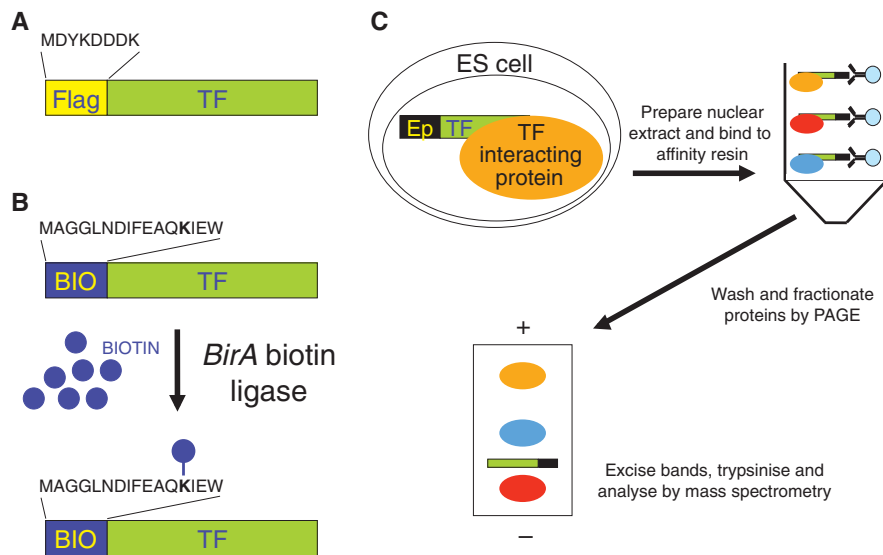 A
MDYKDDDK
Flag TF
B
MAGGLNDIFEAQKIEW
BIO TF
BIOTIN
BirA biotin
ligase
MAGGLNDIFEAQKIEW
BIO TF
C
ES cell
Ep TF
TF
interacting
protein
Prepare nuclear
extract and bind to
affinity resin
Wash and fractionate
proteins by PAGE
+
–
Excise bands, trypsinise and
analyse by mass spectrometry